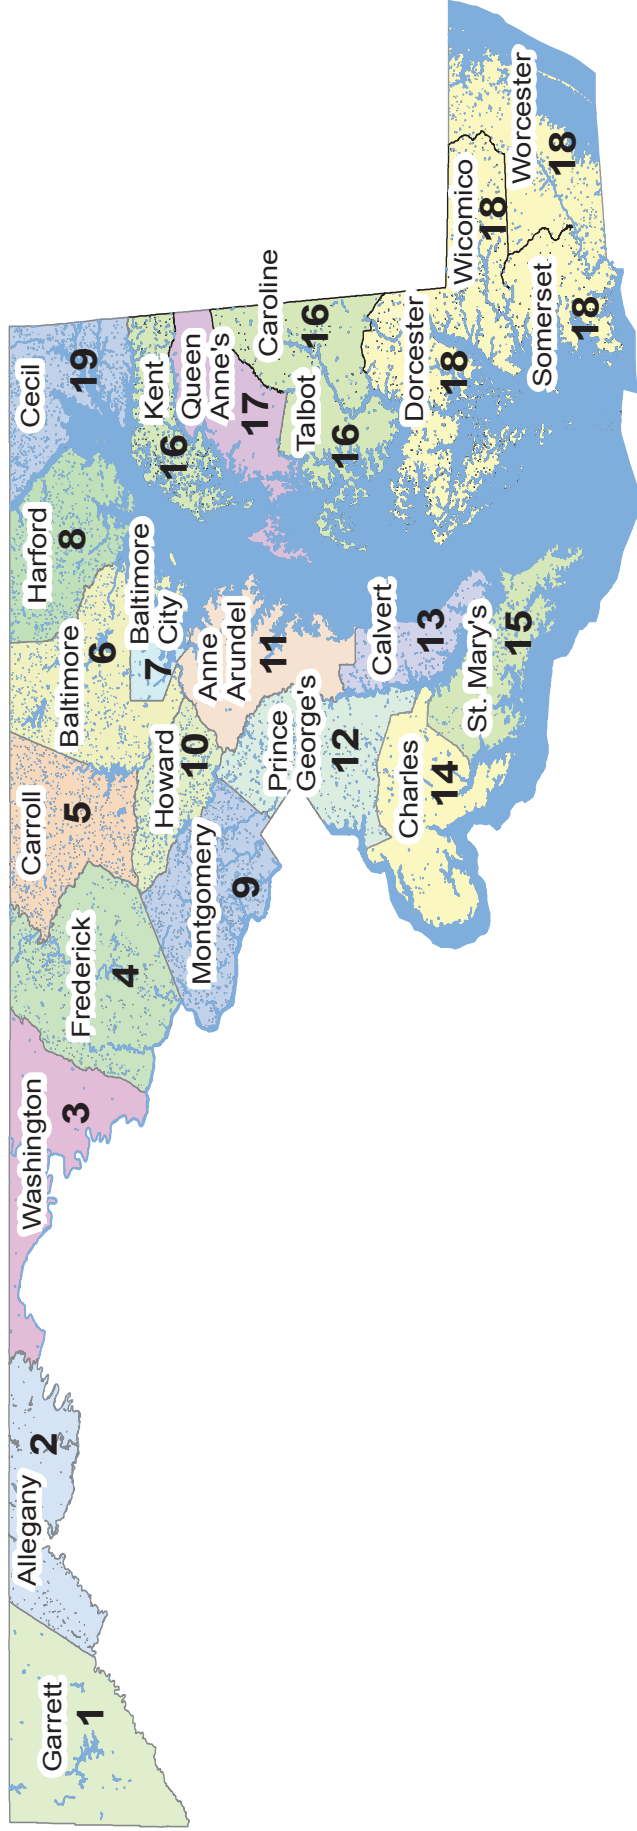 Garrett
1
Allegany
2
Washington
3
Frederick
4
Carroll
5
Baltimore
6
Baltimore
City
7
Harford
8
Montgomery
9
Howard
10
Anne
Arundel
11
Prince
George's
12
Calvert
13
Charles
14
St. Mary's
15
Cecil
19
Kent
16
Queen
Anne's
17
Caroline
16
Talbot
16
Dorchester
18
Wicomico
18
Somerset
18
Worcester
18